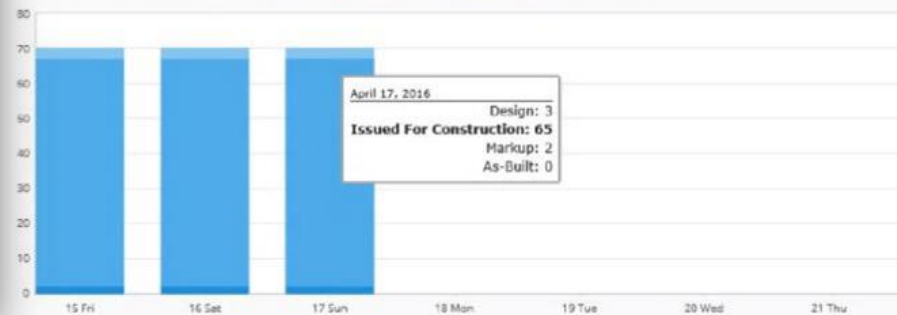 80
70
60
50
40
30
20
10
0
April 17, 2016
Design: 3
Issued For Construction: 65
Markup: 2
As-Built: 0
15 Fri
16 Sat
17 Sun
18 Mon
19 Tue
20 Wed
21 Thu